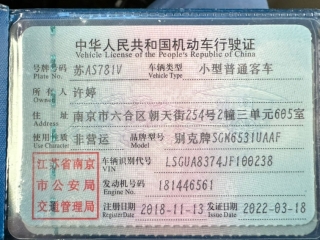 中华人民共和国机动车行驶证
Vehicle License of the People's Republic of China
号牌号码 苏AS781V 车辆类型 小型普通客车
Plate No. Vehicle Type
所有人 许婷
Owner
住址 南京市六合区朝天街254号2幢三单元605室
Address
使用性质 非营运 品牌型号 别克牌SGM6531UAAF
Use Character Model
江苏省南京市公安局交通管理局
车辆识别代号 LSGUA8374JF100238
VIN
发动机号码 181446561
Engine No.
注册日期 2018-11-13 发证日期 2022-03-18
Register Date Issue Date